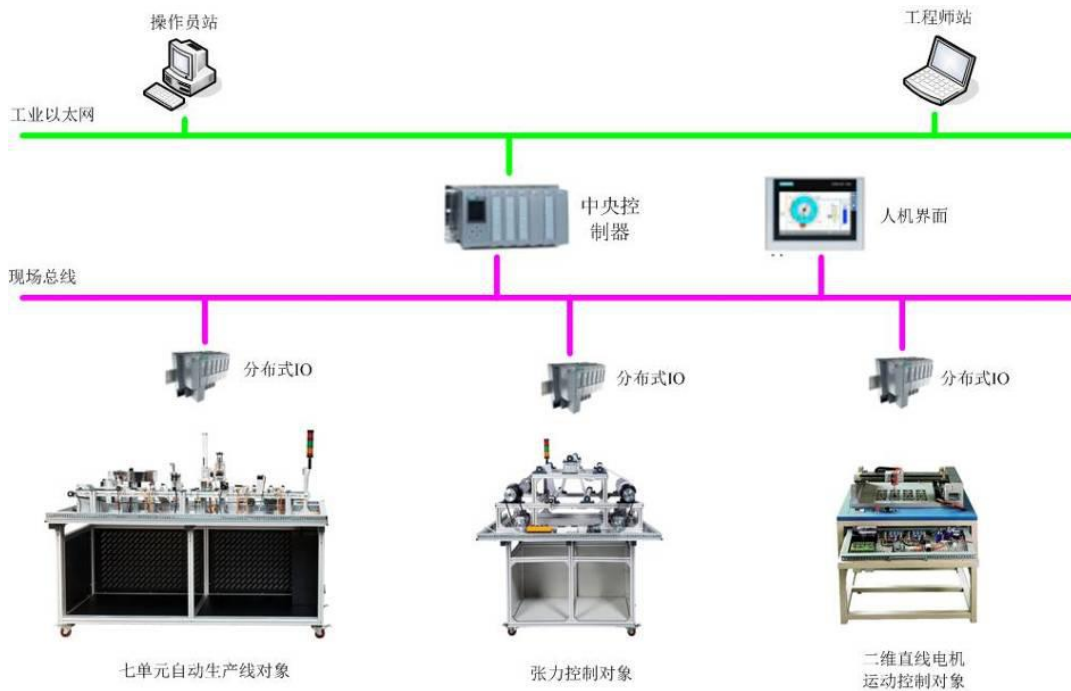 操作员站
工程师站
工业以太网
中央控
制器
人机界面
现场总线
分布式IO
分布式IO
分布式IO
七单元自动生产线对象
张力控制对象
二维直线电机
运动控制对象